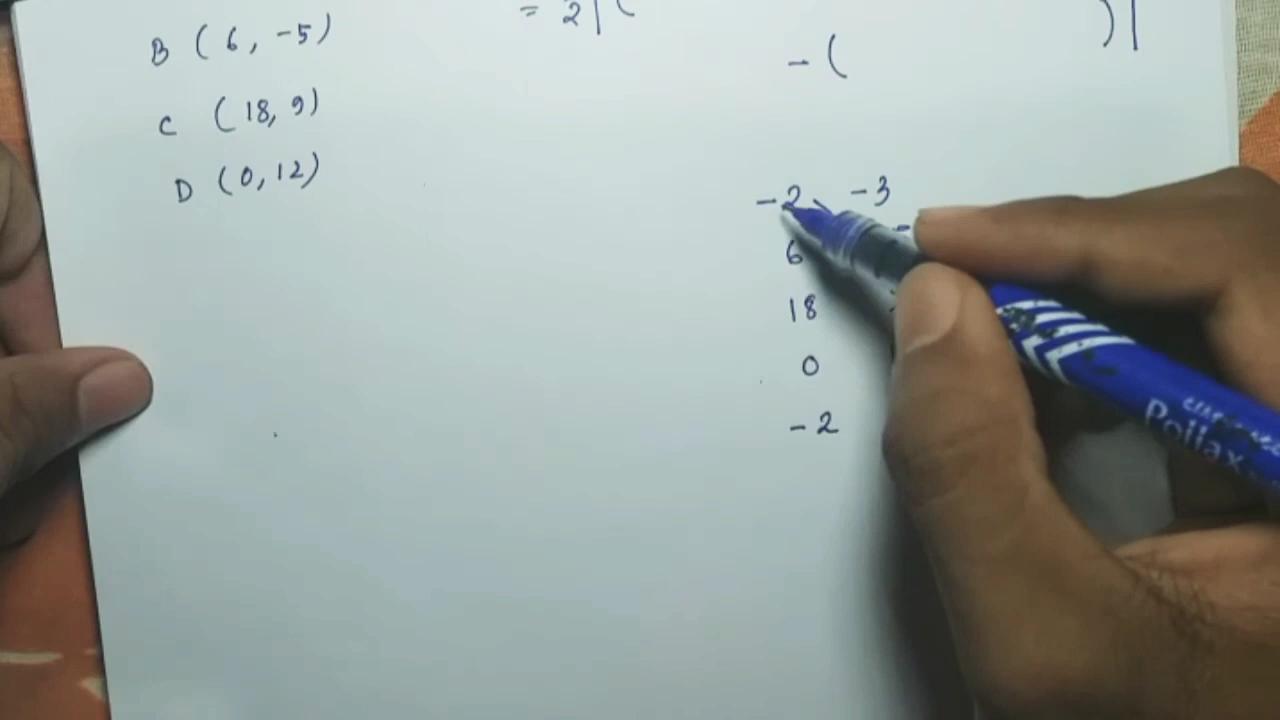 B (6, -5) = 2|(
)|
-(
C (18, 9)
D (0, 12)
-2 -3
6
18
0
-2
Pollax